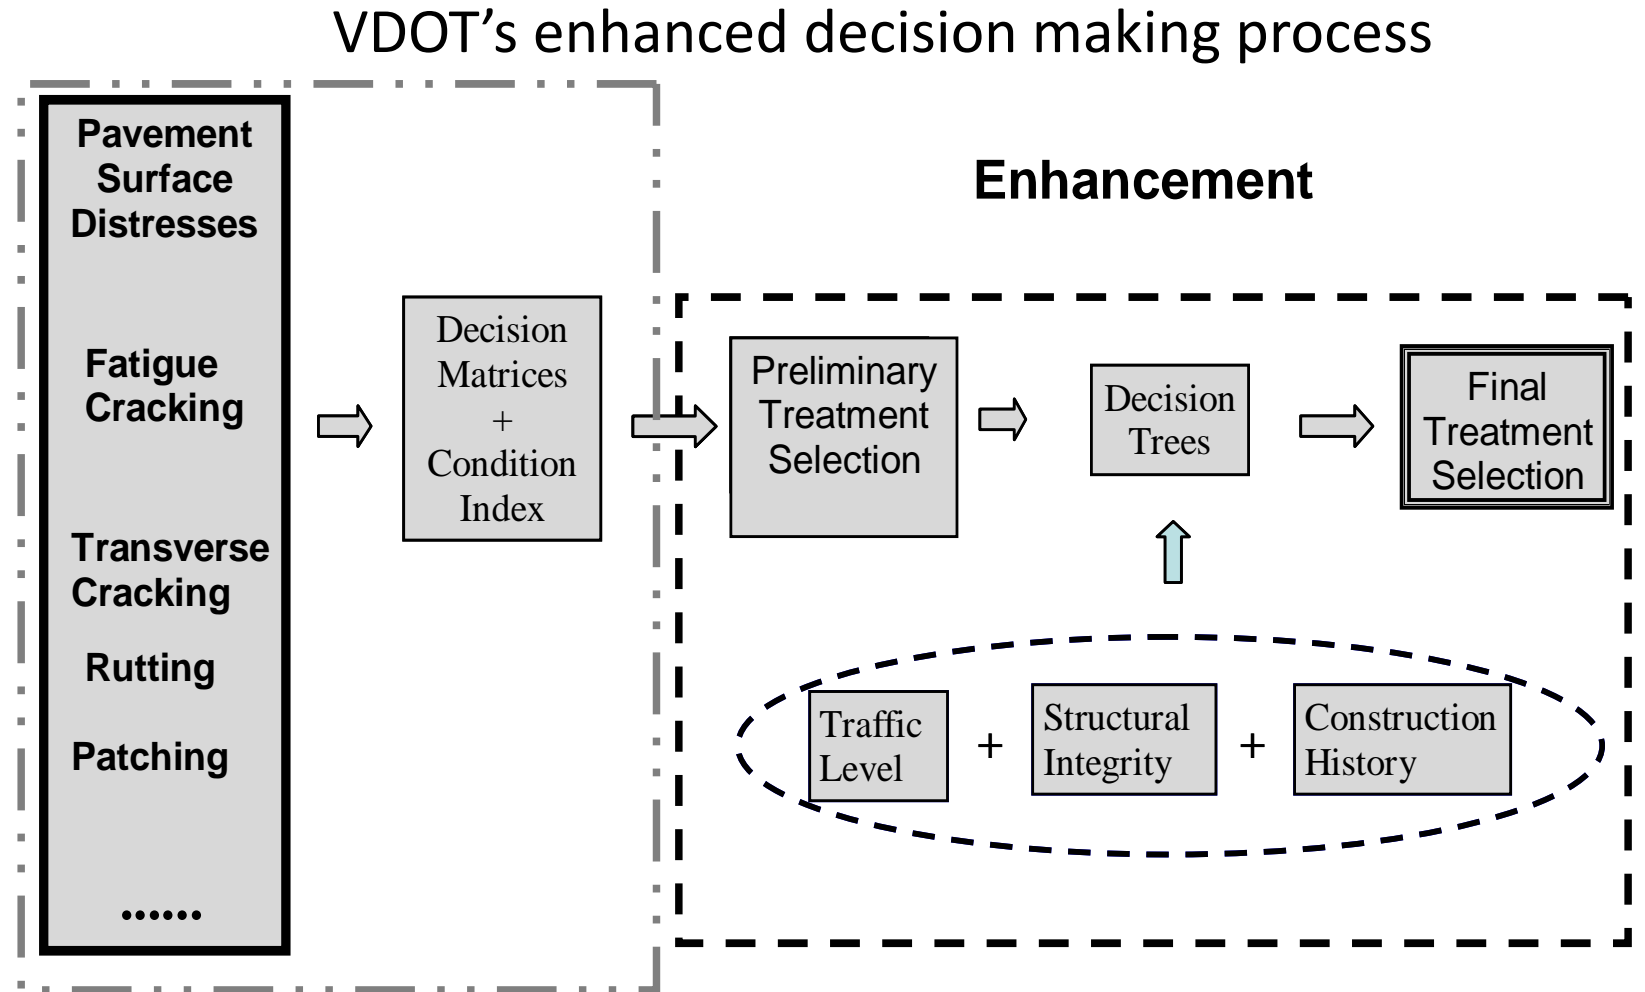 VDOT’s enhanced decision making process
Pavement
Surface
Distresses
Fatigue
Cracking
Transverse
Cracking
Rutting
Patching
......
Decision
Matrices
+
Condition
Index
Enhancement
Preliminary
Treatment
Selection
Decision
Trees
Final
Treatment
Selection
Traffic
Level
+
Structural
Integrity
+
Construction
History